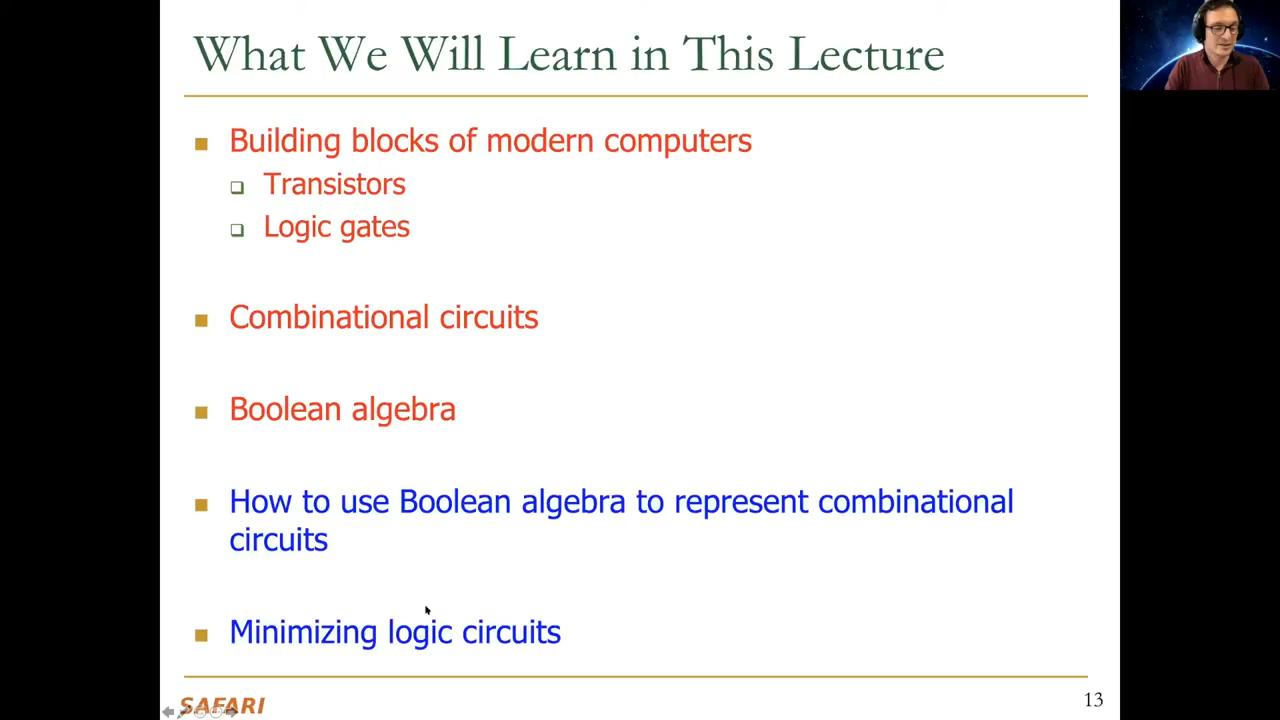 What We Will Learn in This Lecture
Building blocks of modern computers
Transistors
Logic gates
Combinational circuits
Boolean algebra
How to use Boolean algebra to represent combinational
circuits
Minimizing logic circuits
SAFARI
13